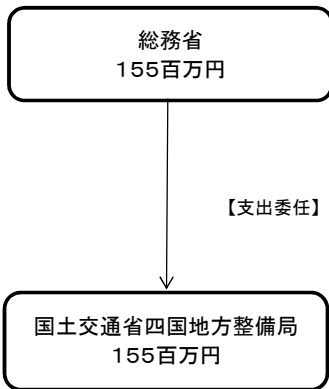 総務省
155百万円
【支出委任】
国土交通省四国地方整備局
155百万円